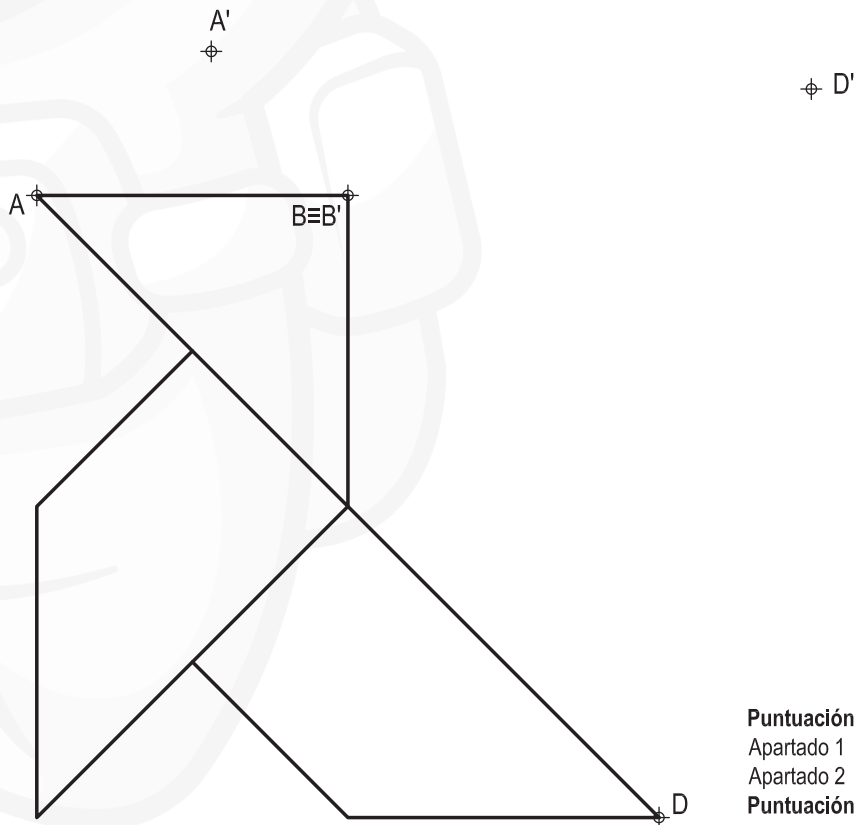 A'
D'
A
B≡B'
D
Puntuación
Apartado 1
Apartado 2
Puntuación